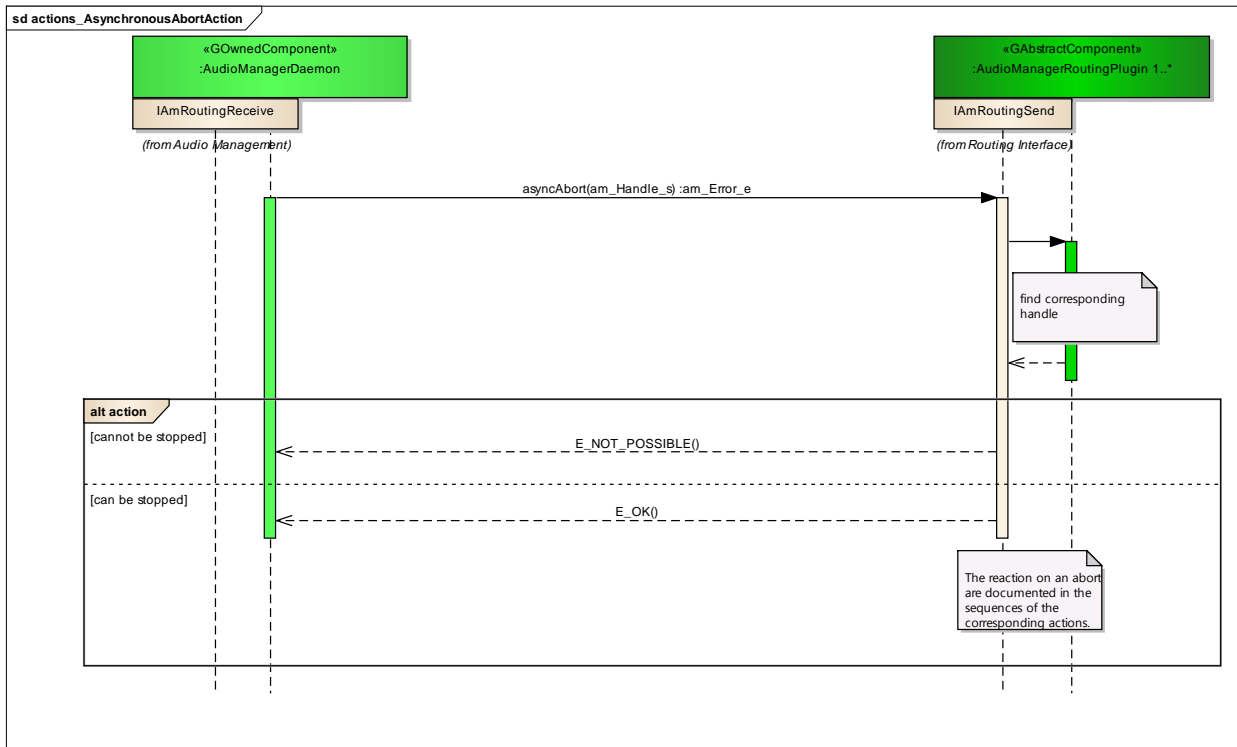 sd actions_AsynchronousAbortAction
«GOwnedComponent»
:AudioManagerDaemon
«GAbstractComponent»
:AudioManagerRoutingPlugin 1..*
IAmRoutingReceive
IAmRoutingSend
(from Audio Management)
(from Routing Interface)
asyncAbort(am_Handle_s) :am_Error_e
find corresponding
handle
alt action
[cannot be stopped]
E_NOT_POSSIBLE()
[can be stopped]
E_OK()
The reaction on an abort
are documented in the
sequences of the
corresponding actions.